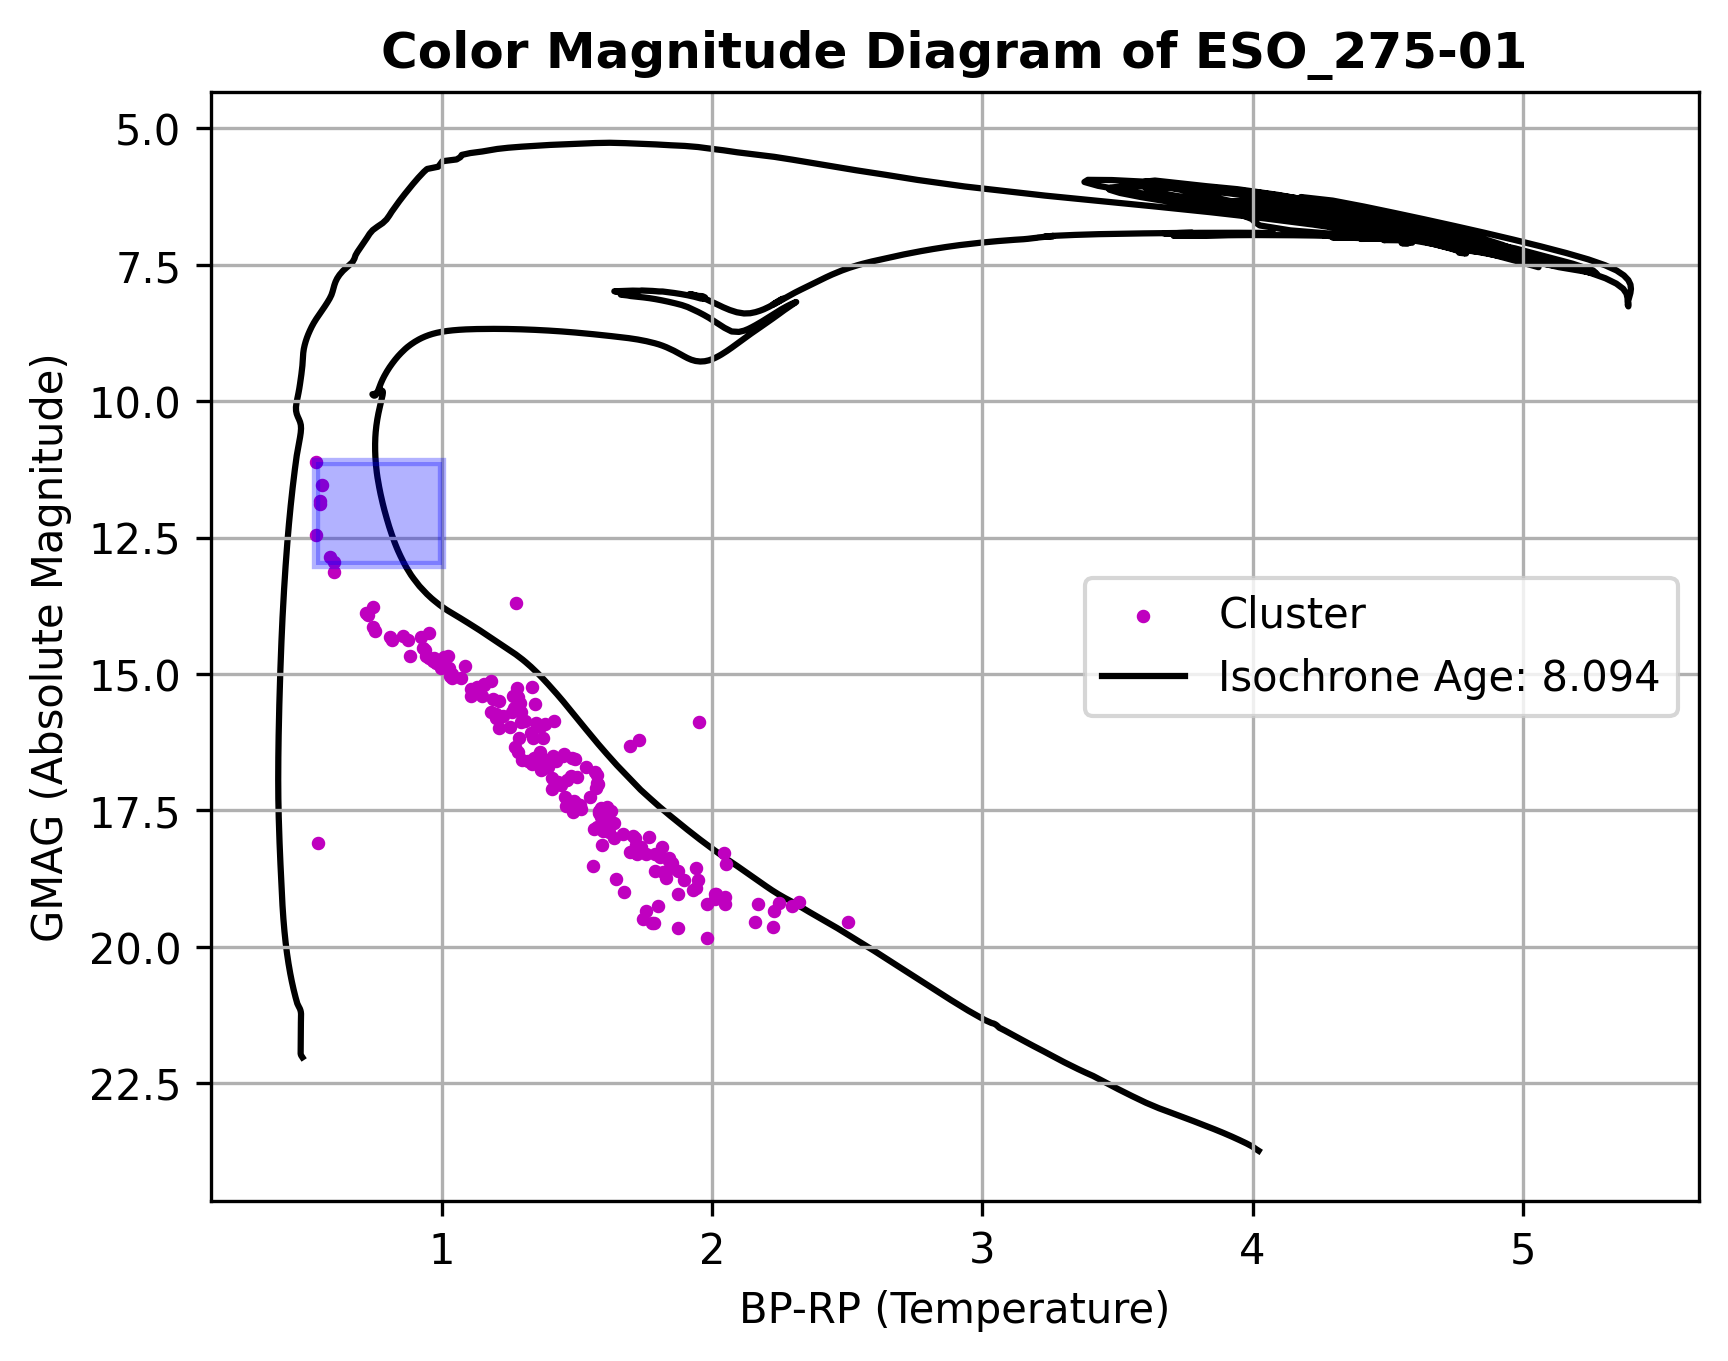 Color Magnitude Diagram of ESO_275-01
5.0
7.5
10.0
12.5
15.0
17.5
20.0
22.5
GMAG (Absolute Magnitude)
Cluster
Isochrone Age: 8.094
1 2 3 4 5
BP-RP (Temperature)